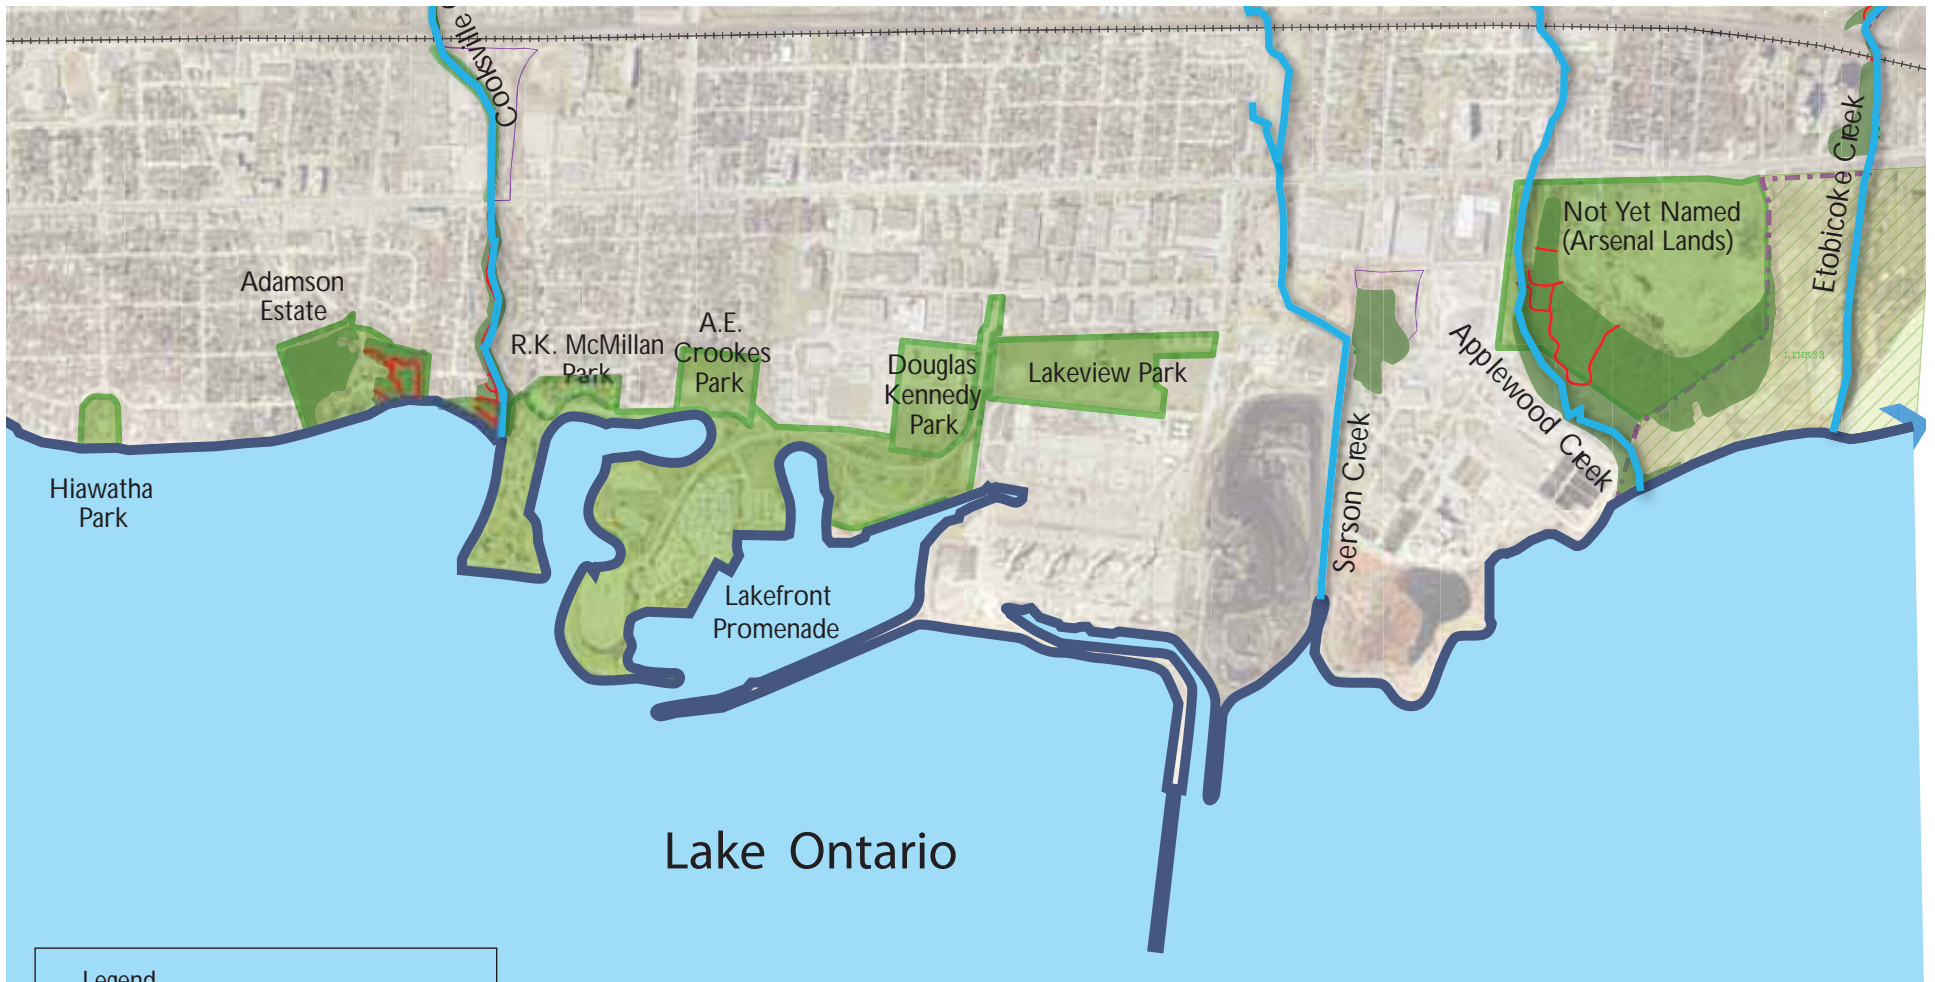 Cooksville C
Etobicoke Creek
Not Yet Named
(Arsenal Lands)
Adamson
Estate
R.K. McMillan
Park
A.E.
Crookes
Park
Douglas
Kennedy
Park
Lakeview Park
LINK33
Applewood Creek
Serson Creek
Hiawatha
Park
Lakefront
Promenade
Lake Ontario
Legend